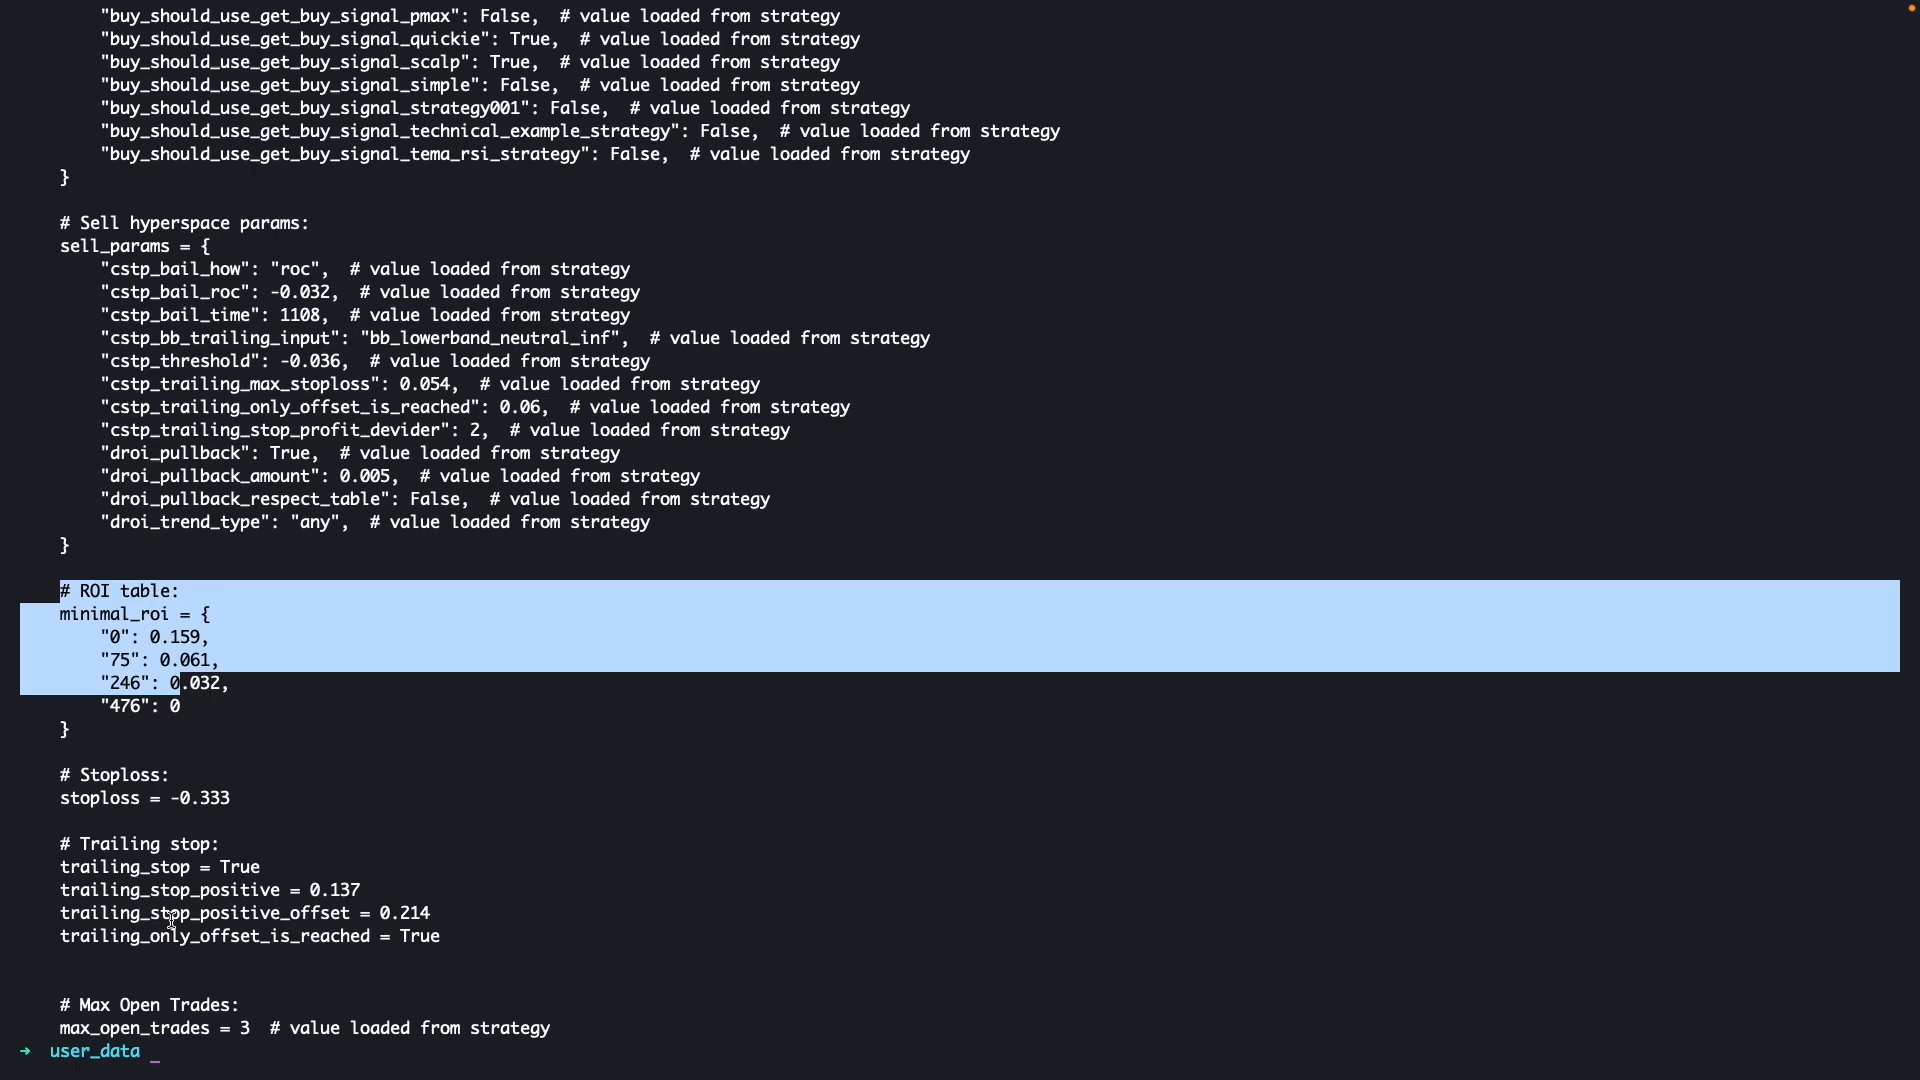 "buy_should_use_get_buy_signal_pmax": False,  # value loaded from strategy
"buy_should_use_get_buy_signal_quickie": True,  # value loaded from strategy
"buy_should_use_get_buy_signal_scalp": True,  # value loaded from strategy
"buy_should_use_get_buy_signal_simple": False,  # value loaded from strategy
"buy_should_use_get_buy_signal_strategy001": False,  # value loaded from strategy
"buy_should_use_get_buy_signal_technical_example_strategy": False,  # value loaded from strategy
"buy_should_use_get_buy_signal_tema_rsi_strategy": False,  # value loaded from strategy
}
# Sell hyperspace params:
sell_params = {
"cstp_bail_how": "roc",  # value loaded from strategy
"cstp_bail_roc": -0.032,  # value loaded from strategy
"cstp_bail_time": 1108,  # value loaded from strategy
"cstp_bb_trailing_input": "bb_lowerband_neutral_inf",  # value loaded from strategy
"cstp_threshold": -0.036,  # value loaded from strategy
"cstp_trailing_max_stoploss": 0.054,  # value loaded from strategy
"cstp_trailing_only_offset_is_reached": 0.06,  # value loaded from strategy
"cstp_trailing_stop_profit_devider": 2,  # value loaded from strategy
"droi_pullback": True,  # value loaded from strategy
"droi_pullback_amount": 0.005,  # value loaded from strategy
"droi_pullback_respect_table": False,  # value loaded from strategy
"droi_trend_type": "any",  # value loaded from strategy
}
# ROI table:
minimal_roi = {
"0": 0.159,
"75": 0.061,
"246": 0.032,
"476": 0
}
# Stoploss:
stoploss = -0.333
# Trailing stop:
trailing_stop = True
trailing_stop_positive = 0.137
trailing_stop_positive_offset = 0.214
trailing_only_offset_is_reached = True
# Max Open Trades:
max_open_trades = 3  # value loaded from strategy
→ user_data _